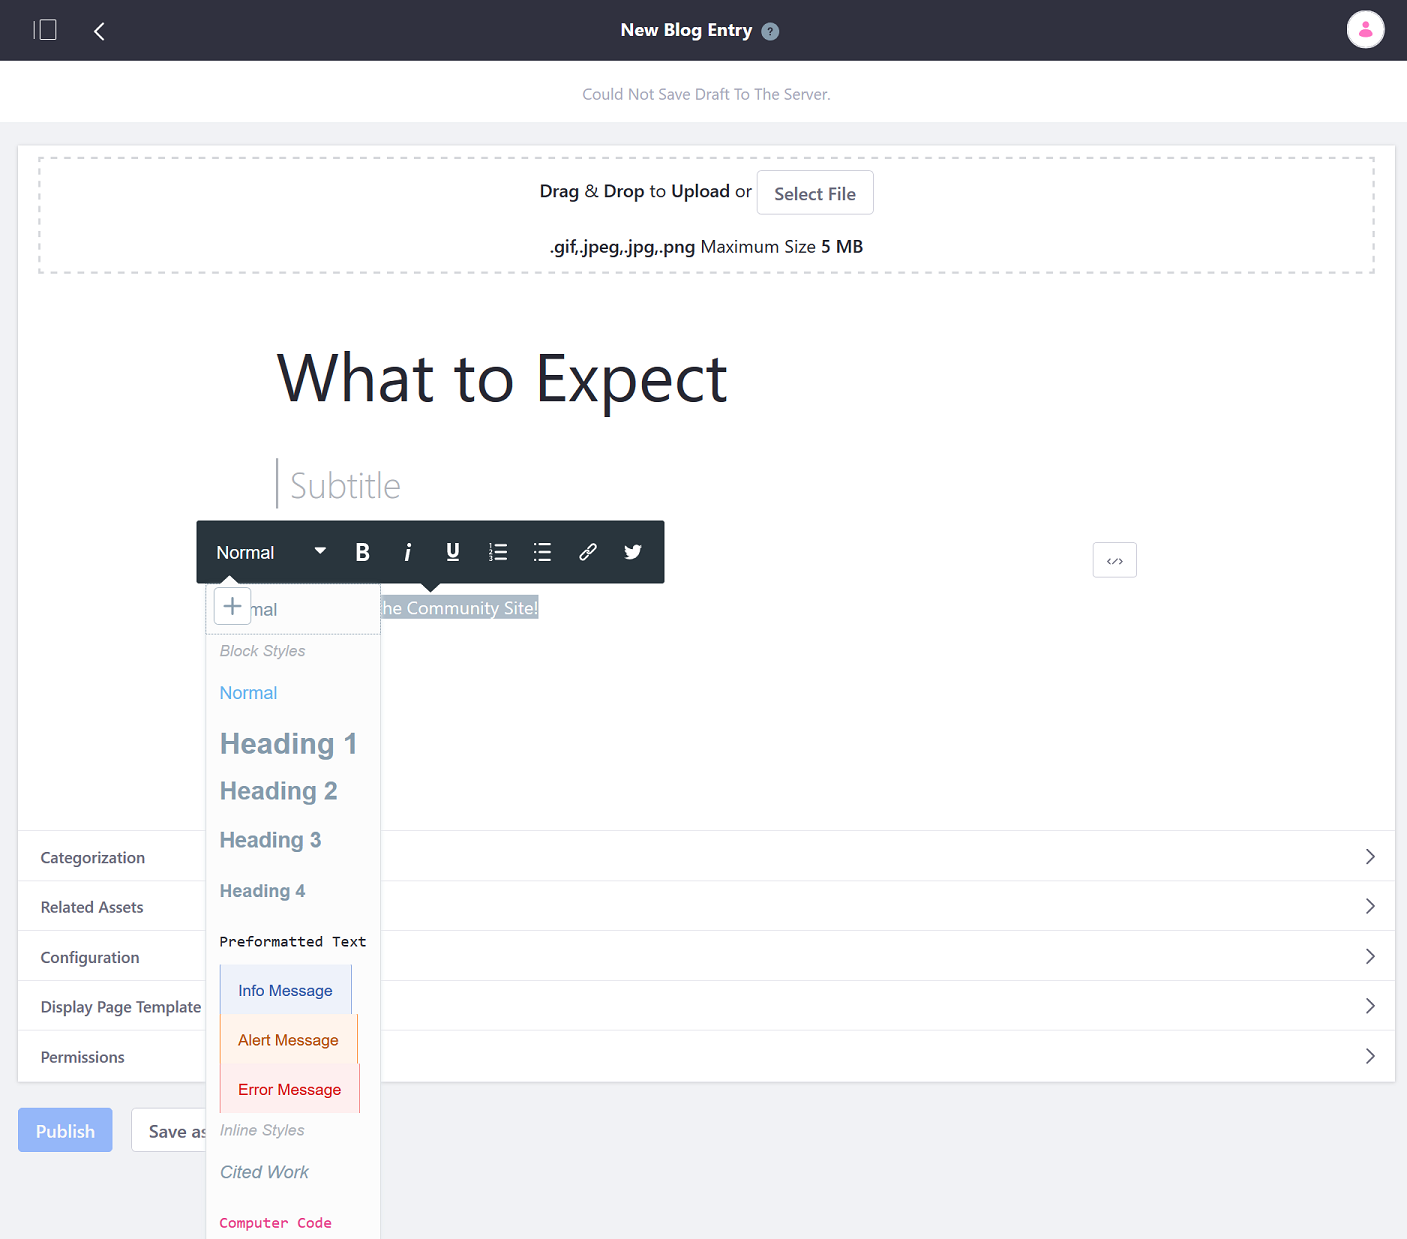 New Blog Entry ?
Could Not Save Draft To The Server.
Drag & Drop to Upload or Select File
.gif,.jpeg,.jpg,.png Maximum Size 5 MB
What to Expect
Subtitle
Normal B i U
he Community Site!
mal
Block Styles
Normal
Heading 1
Heading 2
Heading 3
Heading 4
Preformatted Text
Info Message
Alert Message
Error Message
Inline Styles
Cited Work
Computer Code
Categorization
Related Assets
Configuration
Display Page Template
Permissions
Publish
Save as